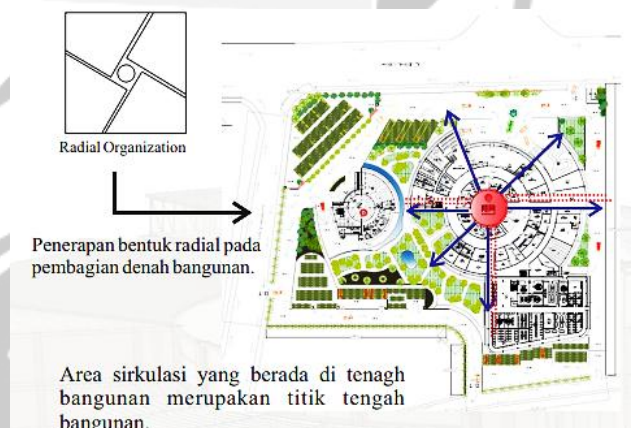 Radial Organization
Penerapan bentuk radial pada
pembagian denah bangunan.
Area sirkulasi yang berada di tenagh
bangunan merupakan titik tengah
bangunan.